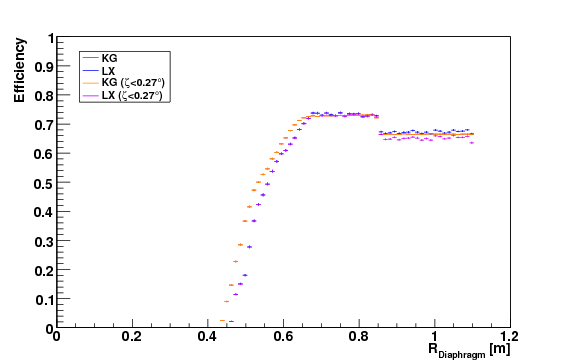 Efficiency
1
0.9
0.8
0.7
0.6
0.5
0.4
0.3
0.2
0.1
0
KG
LX
KG (ζ<0.27°)
LX (ζ<0.27°)
0 0.2 0.4 0.6 0.8 1 1.2
R_Diaphragm [m]